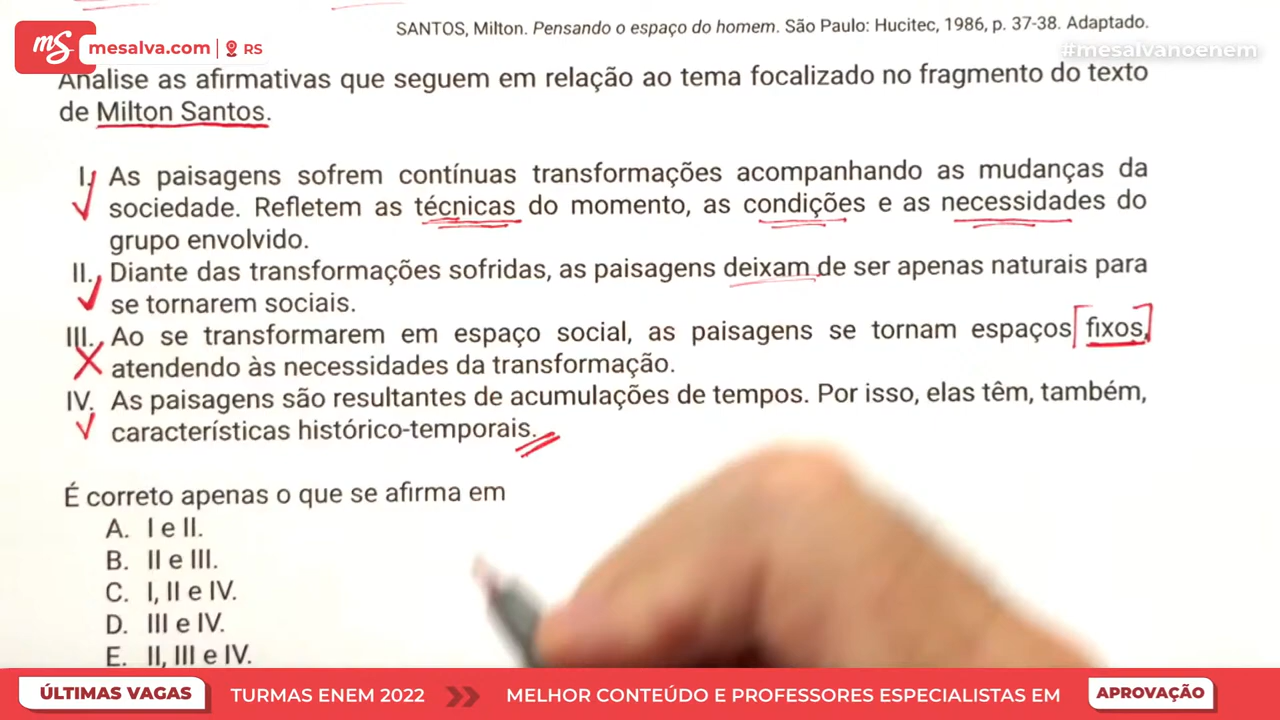 SANTOS, Milton. Pensando o espaço do homem. São Paulo: Hucitec, 1986, p. 37-38. Adaptado.
ms mesalva.com | RS
#mesalvanoenem
Analise as afirmativas que seguem em relação ao tema focalizado no fragmento do texto
de Milton Santos.
I. As paisagens sofrem contínuas transformações acompanhando as mudanças da
sociedade. Refletem as técnicas do momento, as condições e as necessidades do
grupo envolvido.
II. Diante das transformações sofridas, as paisagens deixam de ser apenas naturais para
se tornarem sociais.
III. Ao se transformarem em espaço social, as paisagens se tornam espaços fixos,
atendendo às necessidades da transformação.
IV. As paisagens são resultantes de acumulações de tempos. Por isso, elas têm, também,
características histórico-temporais.
É correto apenas o que se afirma em
A. I e II.
B. II e III.
C. I, II e IV.
D. III e IV.
E. II, III e IV.
ÚLTIMAS VAGAS TURMAS ENEM 2022 MELHOR CONTEÚDO E PROFESSORES ESPECIALISTAS EM APROVAÇÃO